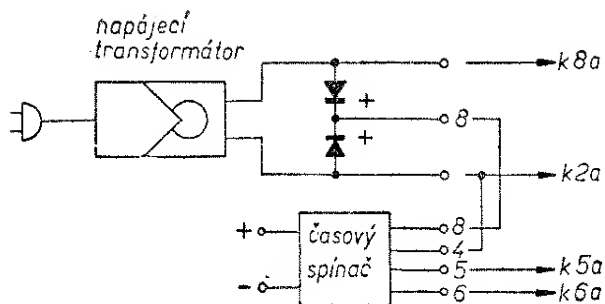 napájecí
transformátor
k8a
+
8
+
k2a
+
časový
spínač
8
4
-
5
k5a
6
k6a